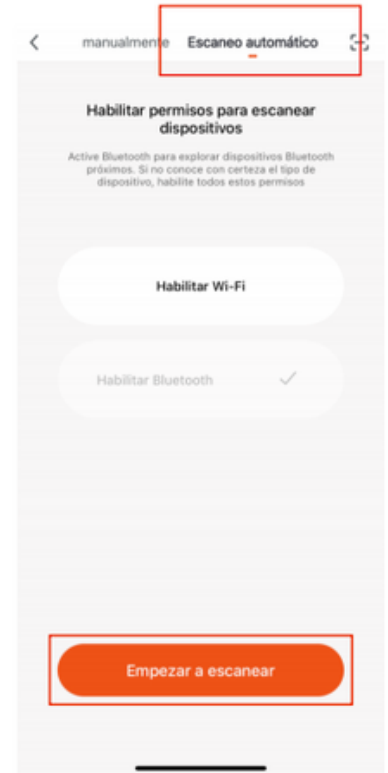 manualmente Escaneo automático
Habilitar permisos para escanear
dispositivos
Active Bluetooth para explorar dispositivos Bluetooth
próximos. Si no conoce con certeza el tipo de
dispositivo, habilite todos estos permisos
Habilitar Wi-Fi
Habilitar Bluetooth
Empezar a escanear